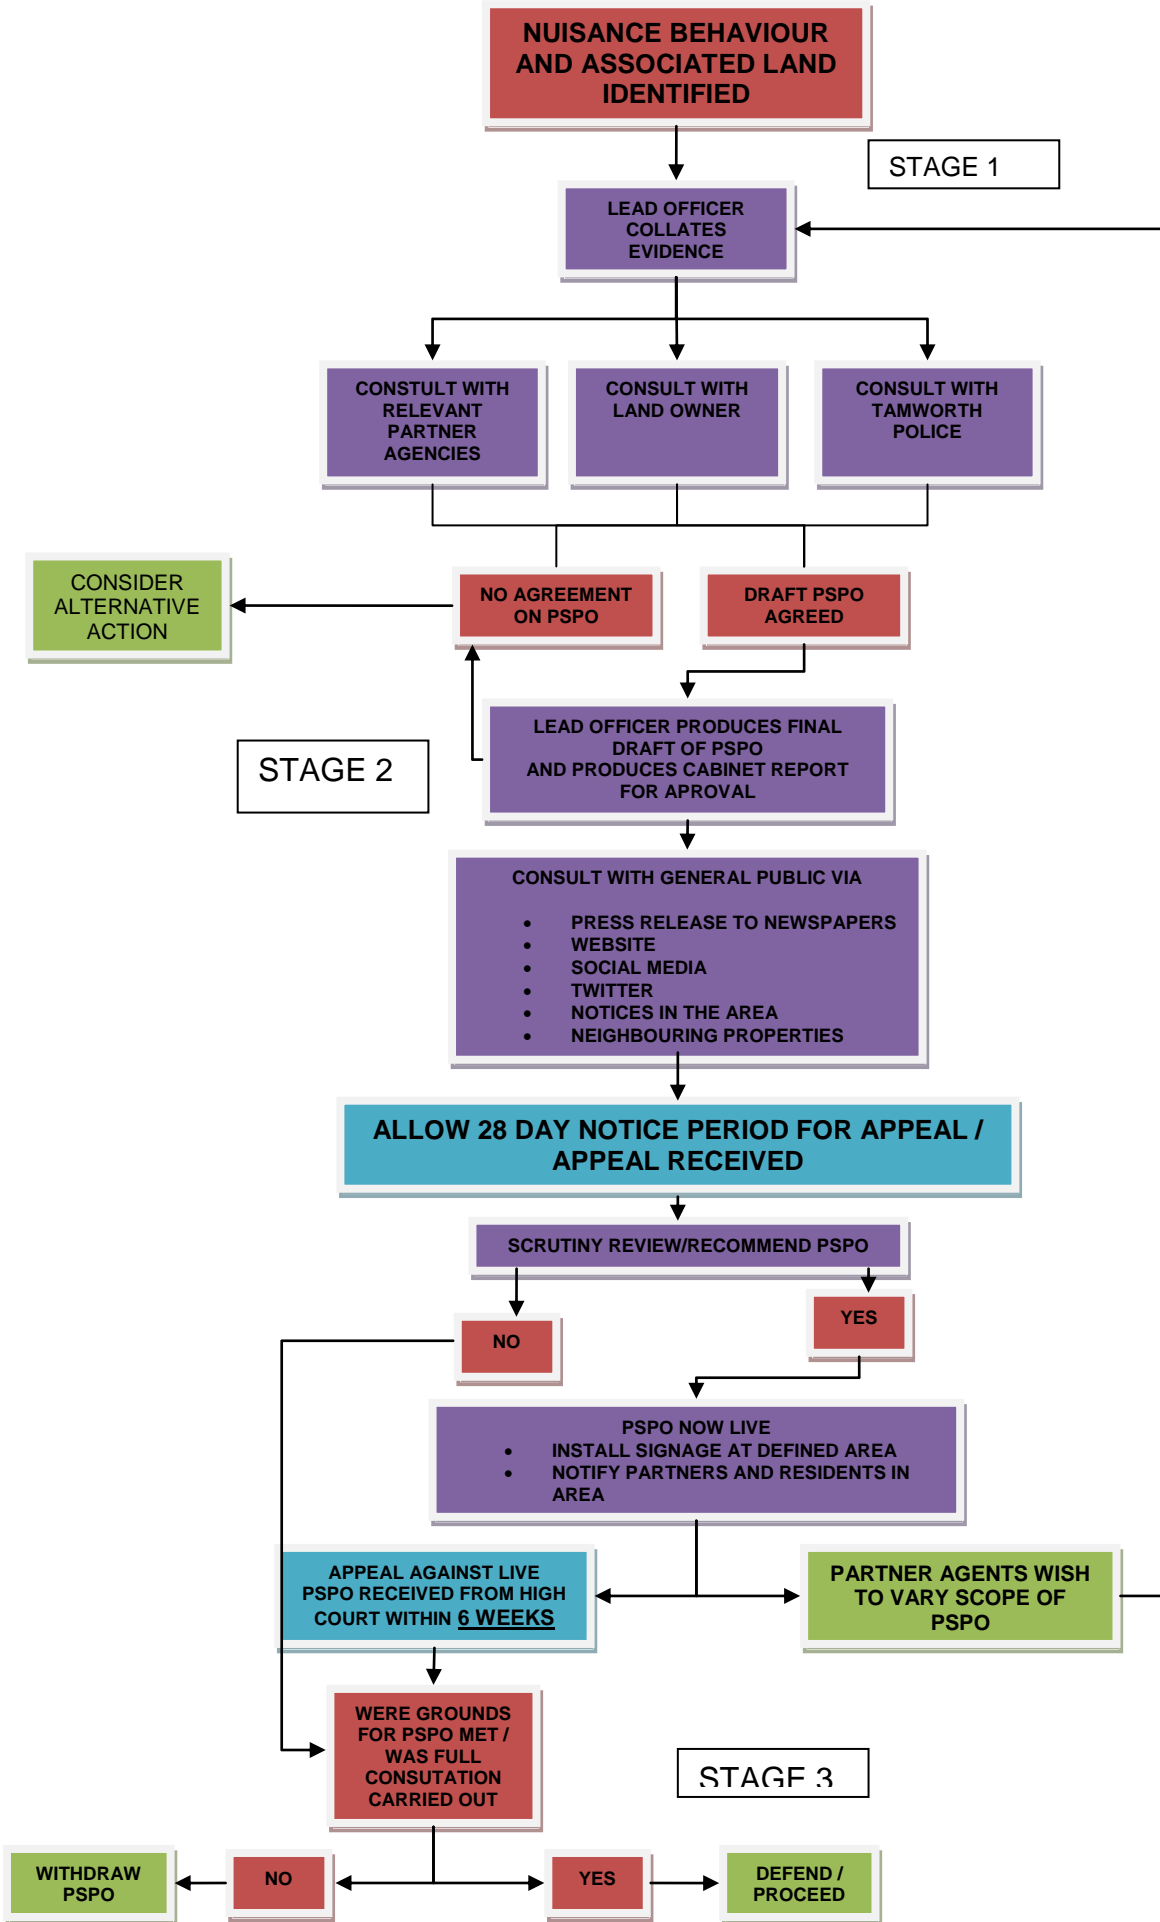 NUISANCE BEHAVIOUR
AND ASSOCIATED LAND
IDENTIFIED
STAGE 1
LEAD OFFICER
COLLATES
EVIDENCE
CONSTULT WITH
RELEVANT
PARTNER
AGENCIES
CONSULT WITH
LAND OWNER
CONSULT WITH
TAMWORTH
POLICE
CONSIDER
ALTERNATIVE
ACTION
NO AGREEMENT
ON PSPO
DRAFT PSPO
AGREED
STAGE 2
LEAD OFFICER PRODUCES FINAL
DRAFT OF PSPO
AND PRODUCES CABINET REPORT
FOR APROVAL
CONSULT WITH GENERAL PUBLIC VIA
• PRESS RELEASE TO NEWSPAPERS
• WEBSITE
• SOCIAL MEDIA
• TWITTER
• NOTICES IN THE AREA
• NEIGHBOURING PROPERTIES
ALLOW 28 DAY NOTICE PERIOD FOR APPEAL /
APPEAL RECEIVED
SCRUTINY REVIEW/RECOMMEND PSPO
NO
YES
PSPO NOW LIVE
• INSTALL SIGNAGE AT DEFINED AREA
• NOTIFY PARTNERS AND RESIDENTS IN
AREA
APPEAL AGAINST LIVE
PSPO RECEIVED FROM HIGH
COURT WITHIN 6 WEEKS
PARTNER AGENTS WISH
TO VARY SCOPE OF
PSPO
WERE GROUNDS
FOR PSPO MET /
WAS FULL
CONSUTATION
CARRIED OUT
STAGE 3
WITHDRAW
PSPO
NO
YES
DEFEND /
PROCEED